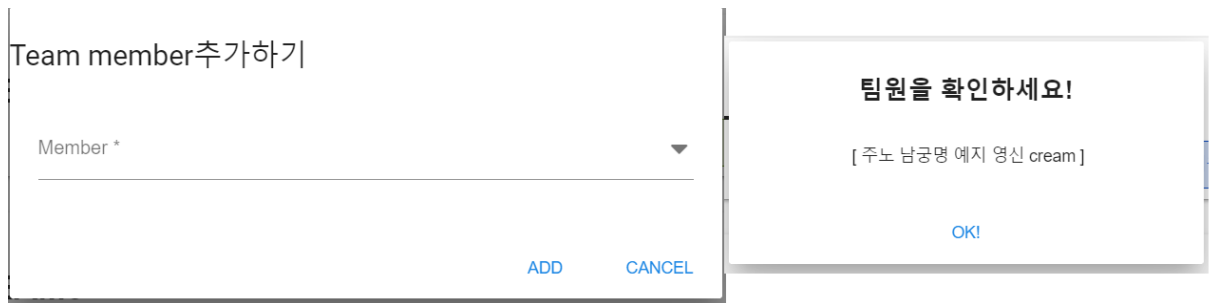 Team member추가하기
Member *
ADD
CANCEL
팀원을 확인하세요!
[ 주노 남궁명 예지 영신 cream ]
OK!